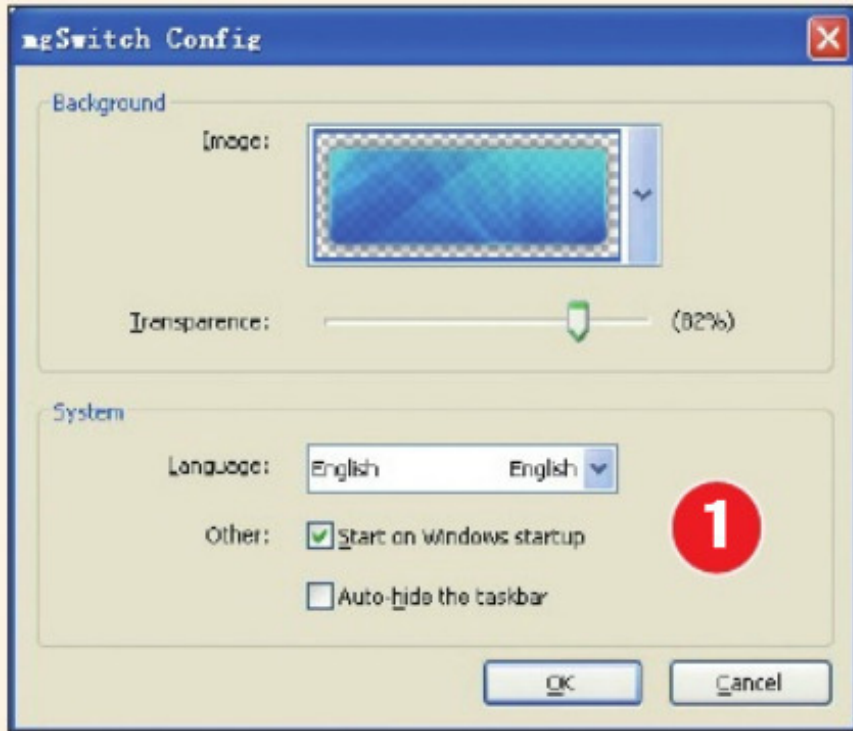 mgSwitch Config
Background
Image:
Transparence:
(82%)
System
Language:
English
English
Other:
Start on Windows startup
1
Auto-hide the taskbar
OK
Cancel